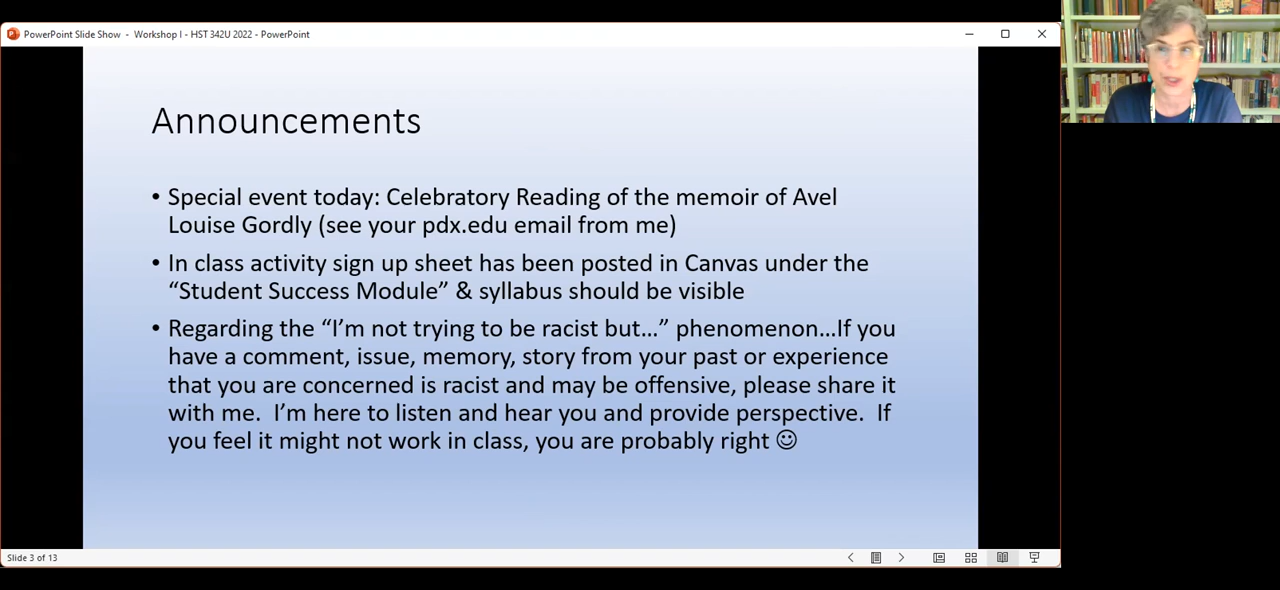 PowerPoint Slide Show - Workshop I - HST 342U 2022 - PowerPoint
Announcements
• Special event today: Celebratory Reading of the memoir of Avel
Louise Gordly (see your pdx.edu email from me)
• In class activity sign up sheet has been posted in Canvas under the
“Student Success Module” & syllabus should be visible
• Regarding the “I’m not trying to be racist but…” phenomenon…If you
have a comment, issue, memory, story from your past or experience
that you are concerned is racist and may be offensive, please share it
with me.  I’m here to listen and hear you and provide perspective.  If
you feel it might not work in class, you are probably right ☺
Slide 3 of 13